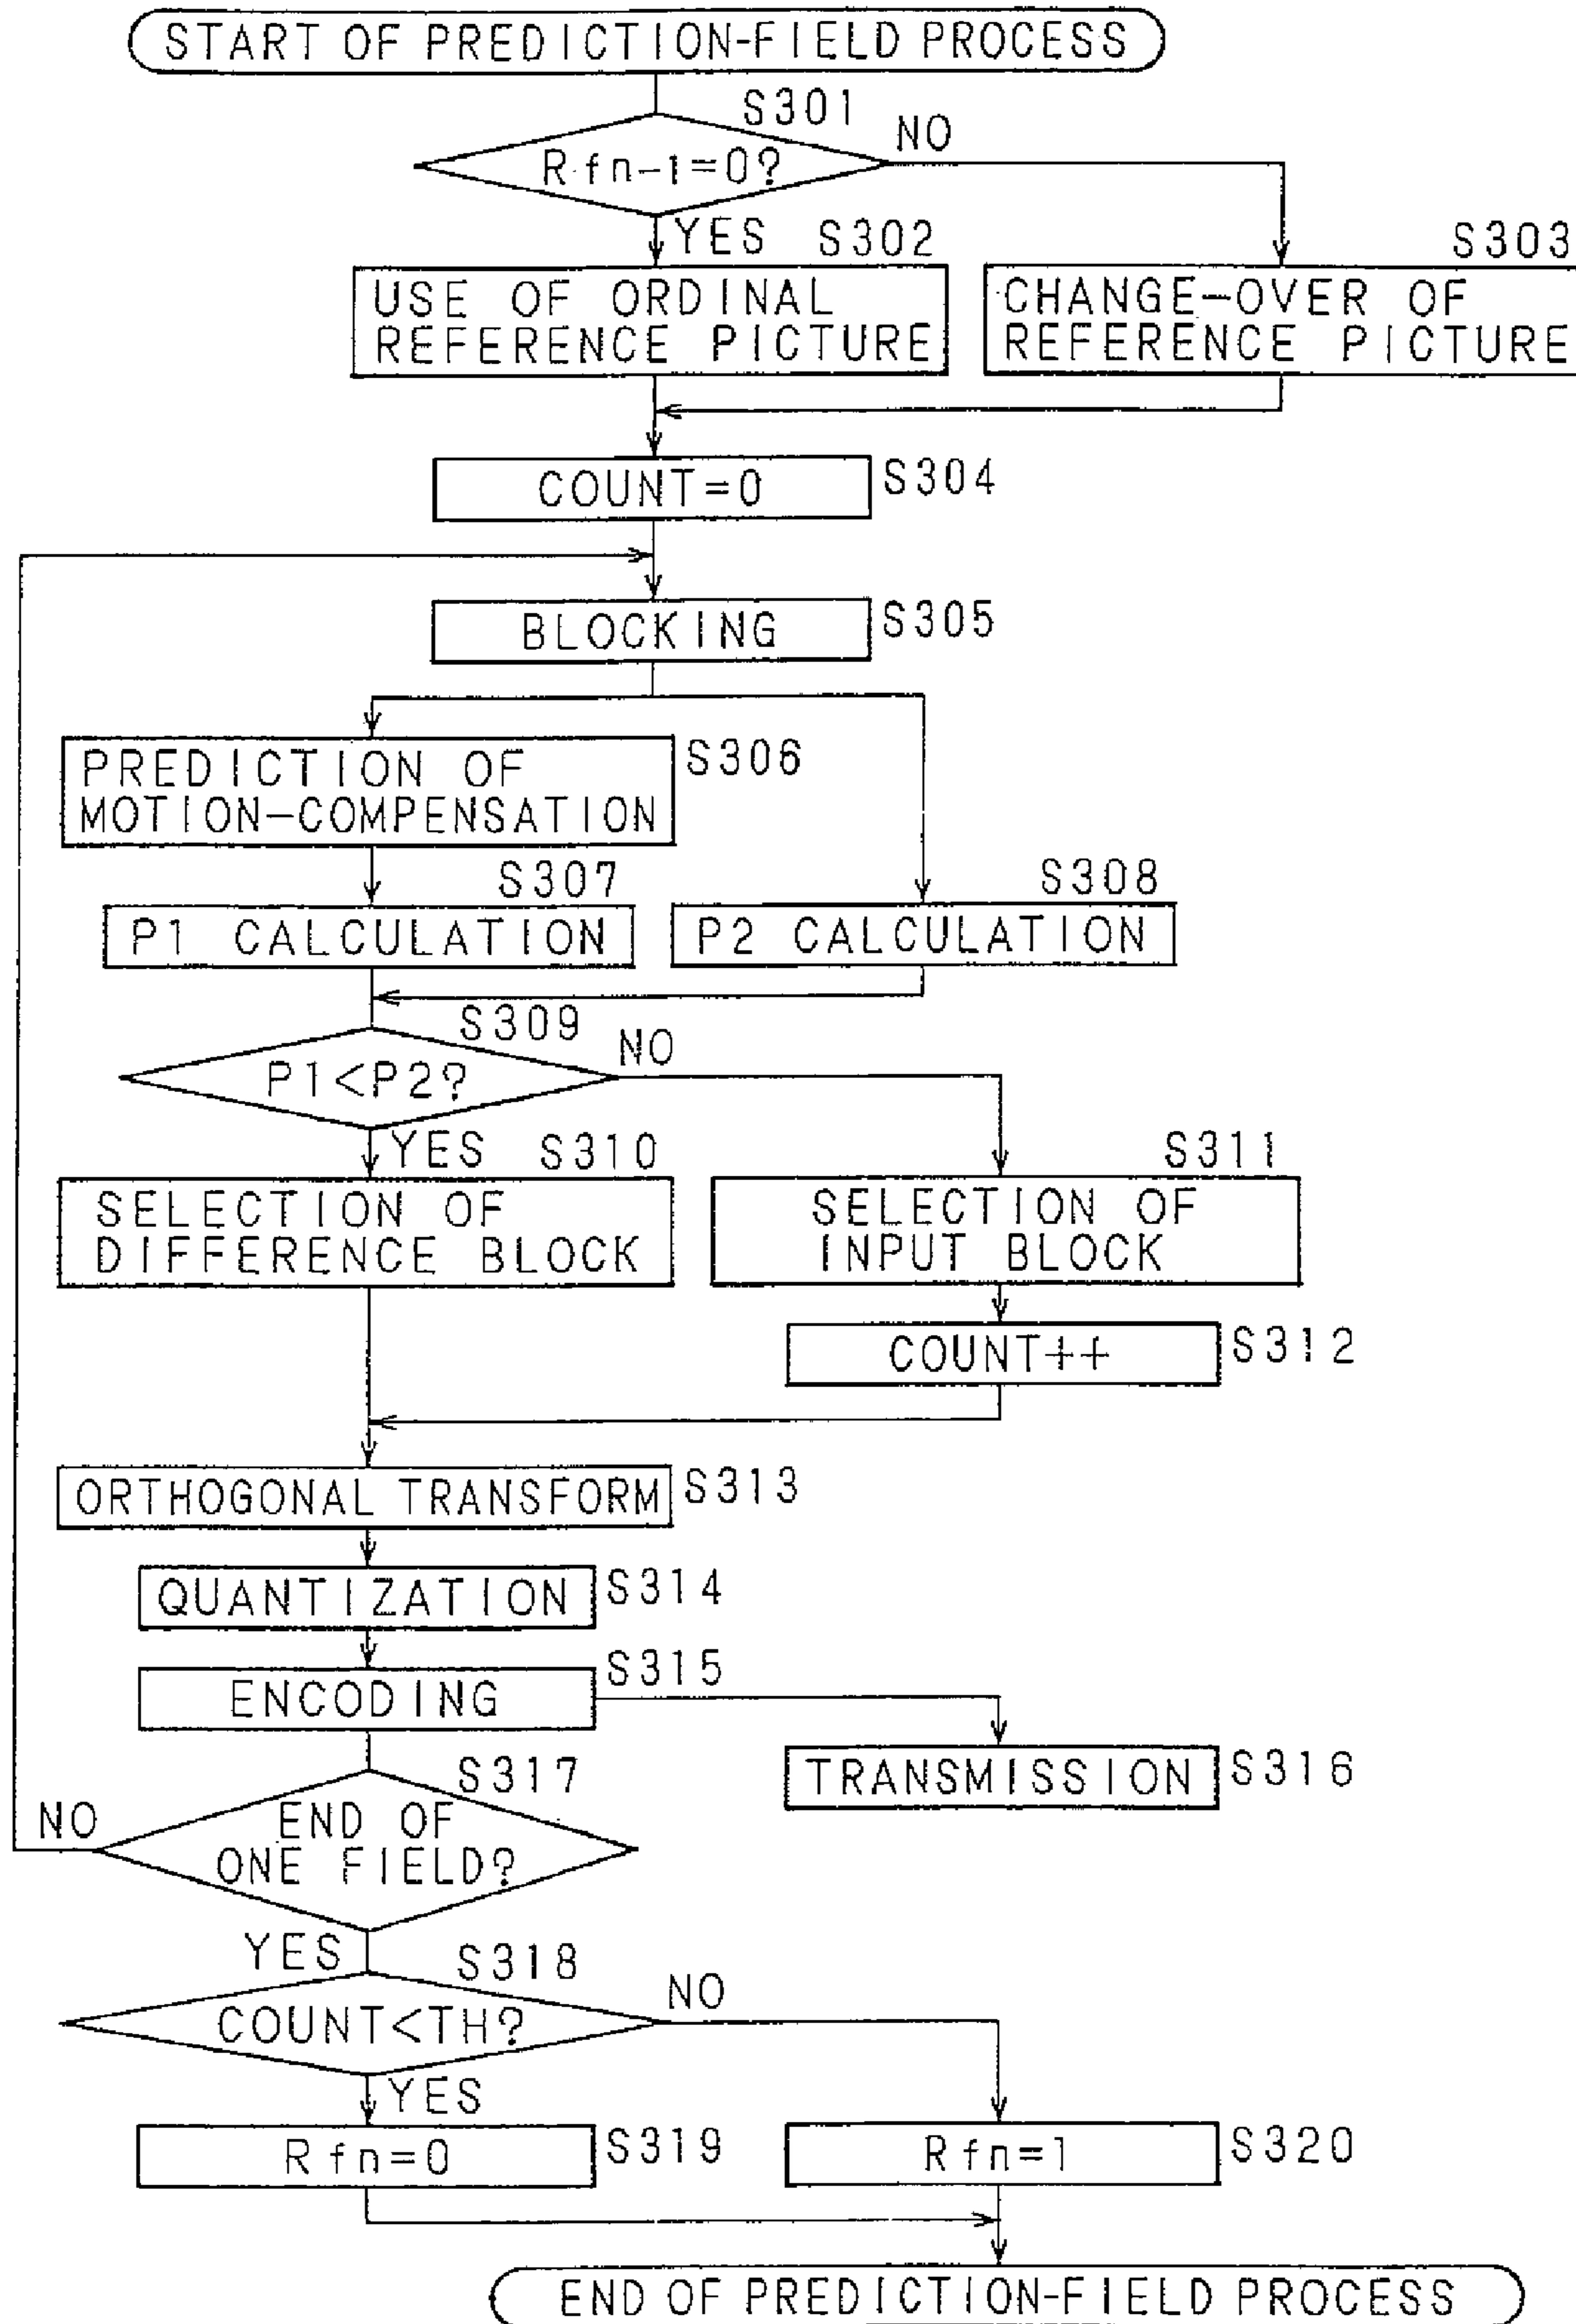 START OF PREDICTION-FIELD PROCESS
S301
Rfn-1=0?
NO
YES
S302
USE OF ORDINAL
REFERENCE PICTURE
S303
CHANGE-OVER OF
REFERENCE PICTURE
COUNT=0
S304
BLOCKING
S305
PREDICTION OF
MOTION-COMPENSATION
S306
S307
P1 CALCULATION
S308
P2 CALCULATION
S309
P1<P2?
NO
YES
S310
SELECTION OF
DIFFERENCE BLOCK
S311
SELECTION OF
INPUT BLOCK
COUNT++
S312
ORTHOGONAL TRANSFORM
S313
QUANTIZATION
S314
ENCODING
S315
TRANSMISSION
S316
S317
END OF
ONE FIELD?
NO
YES
S318
COUNT<TH?
NO
YES
Rfn=0
S319
Rfn=1
S320
END OF PREDICTION-FIELD PROCESS